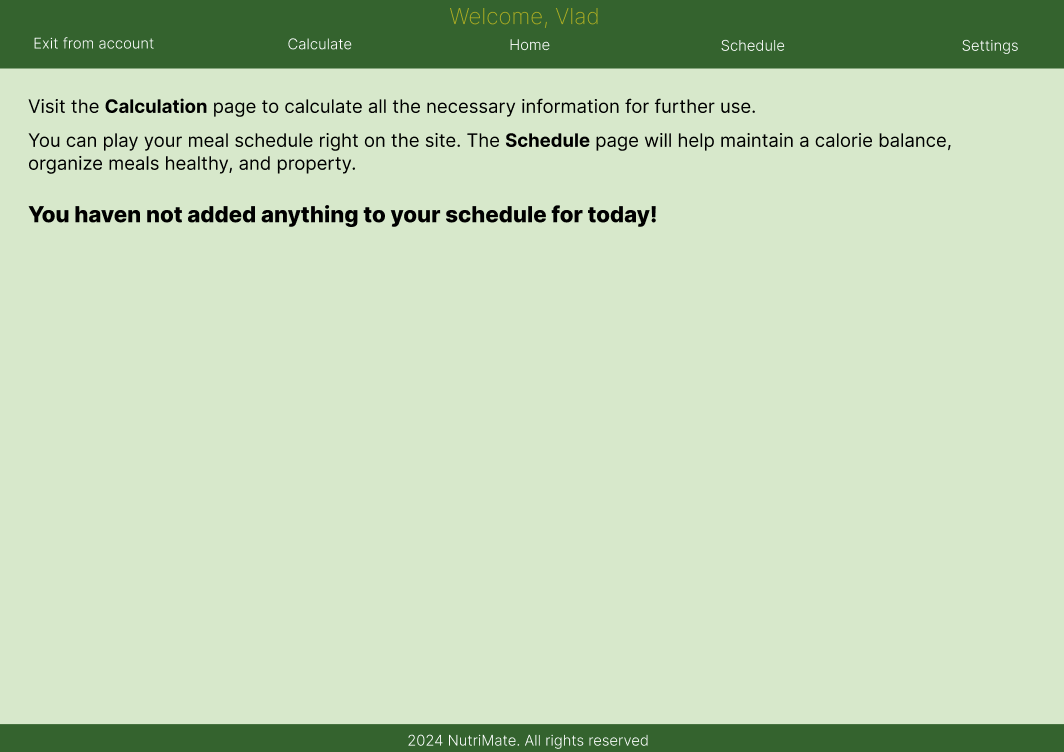 Welcome, Vlad
Exit from account
Calculate
Home
Schedule
Settings
Visit the Calculation page to calculate all the necessary information for further use.
You can play your meal schedule right on the site. The Schedule page will help maintain a calorie balance,
organize meals healthy, and property.
You haven not added anything to your schedule for today!
2024 NutriMate. All rights reserved